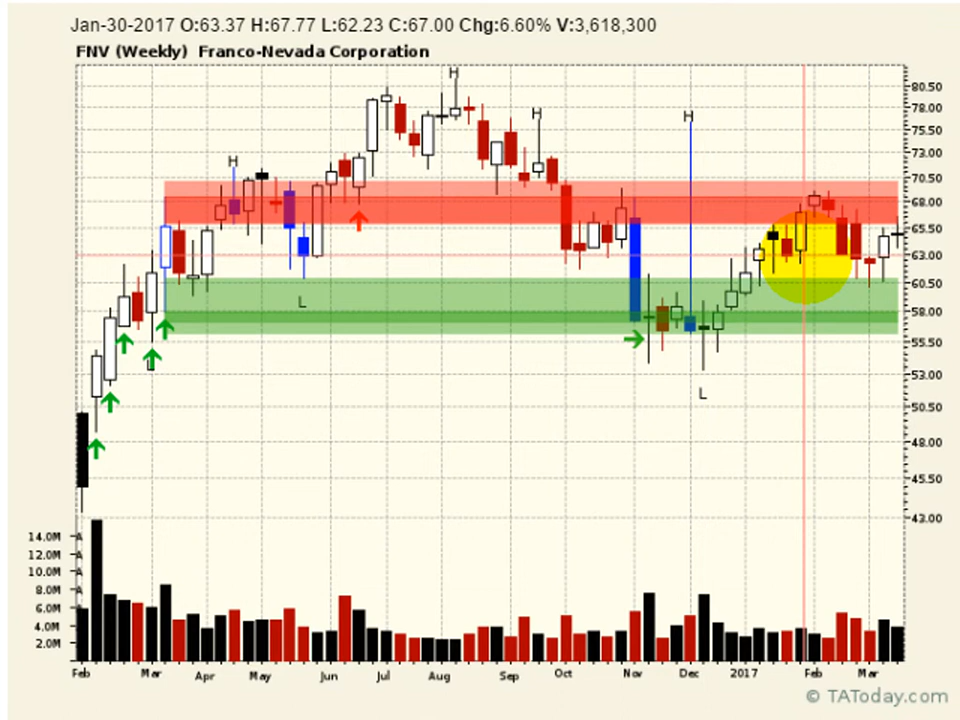 Jan-30-2017 O:63.37 H:67.77 L:62.23 C:67.00 Chg:6.60% V:3,618,300
FNV (Weekly) Franco-Nevada Corporation
H
80.50
78.00
H
H
75.50
73.00
H
70.50
68.00
65.50
63.00
60.50
L
58.00
55.50
L
53.00
L
50.50
48.00
45.50
43.00
14.0M
12.0M
10.0M
8.0M
6.0M
4.0M
2.0M
Feb Mar Apr May Jun Jul Aug Sep Oct Nov Dec 2017 Feb Mar
© TAToday.com